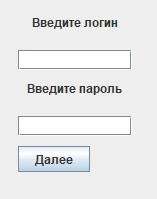 Введите логин
Введите пароль
Далее